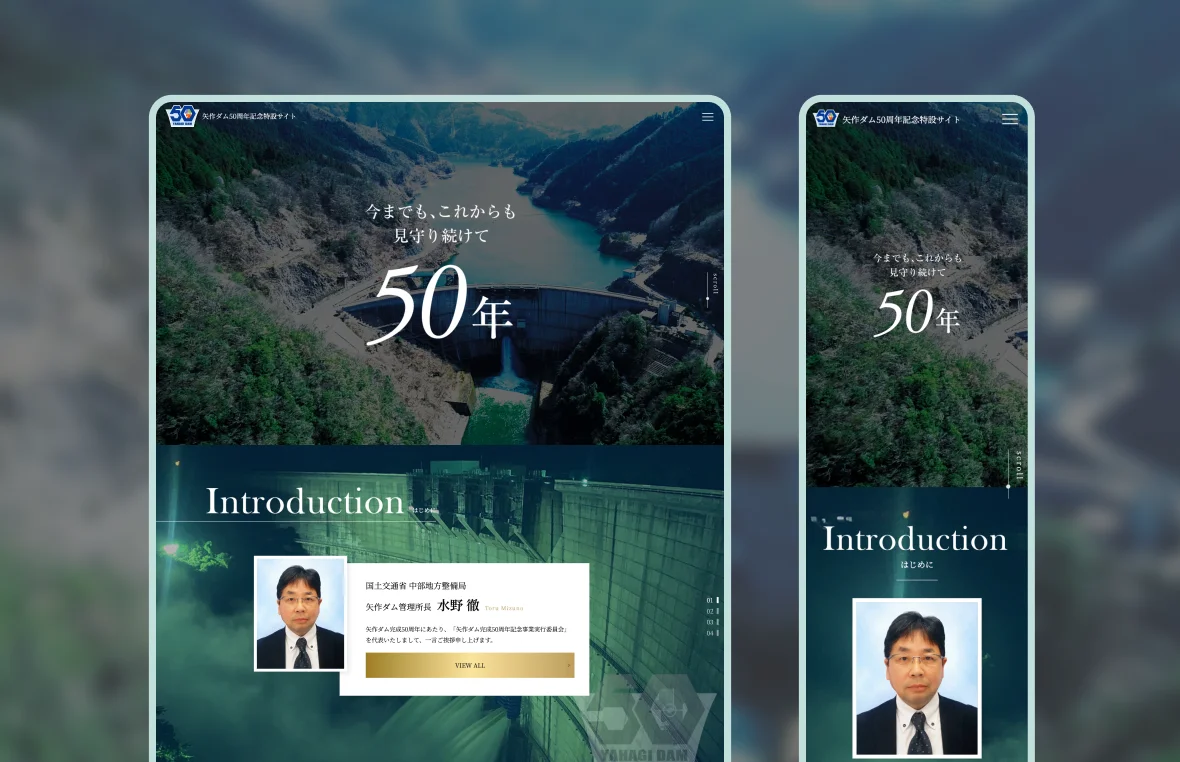 50
YAHAGI DAM
矢作ダム50周年記念特設サイト
今までも、これからも
見守り続けて
50年
scroll
Introduction
はじめに
国土交通省 中部地方整備局
矢作ダム管理所長 水野 徹 Toru Mizuno
矢作ダム完成50周年にあたり、「矢作ダム完成50周年記念事業実行委員会」
を代表いたしまして、一言ご挨拶申し上げます。
VIEW ALL
01
02
03
04
50
YAHAGI DAM
50
YAHAGI DAM
矢作ダム50周年記念特設サイト
今までも、これからも
見守り続けて
50年
scroll
Introduction
はじめに